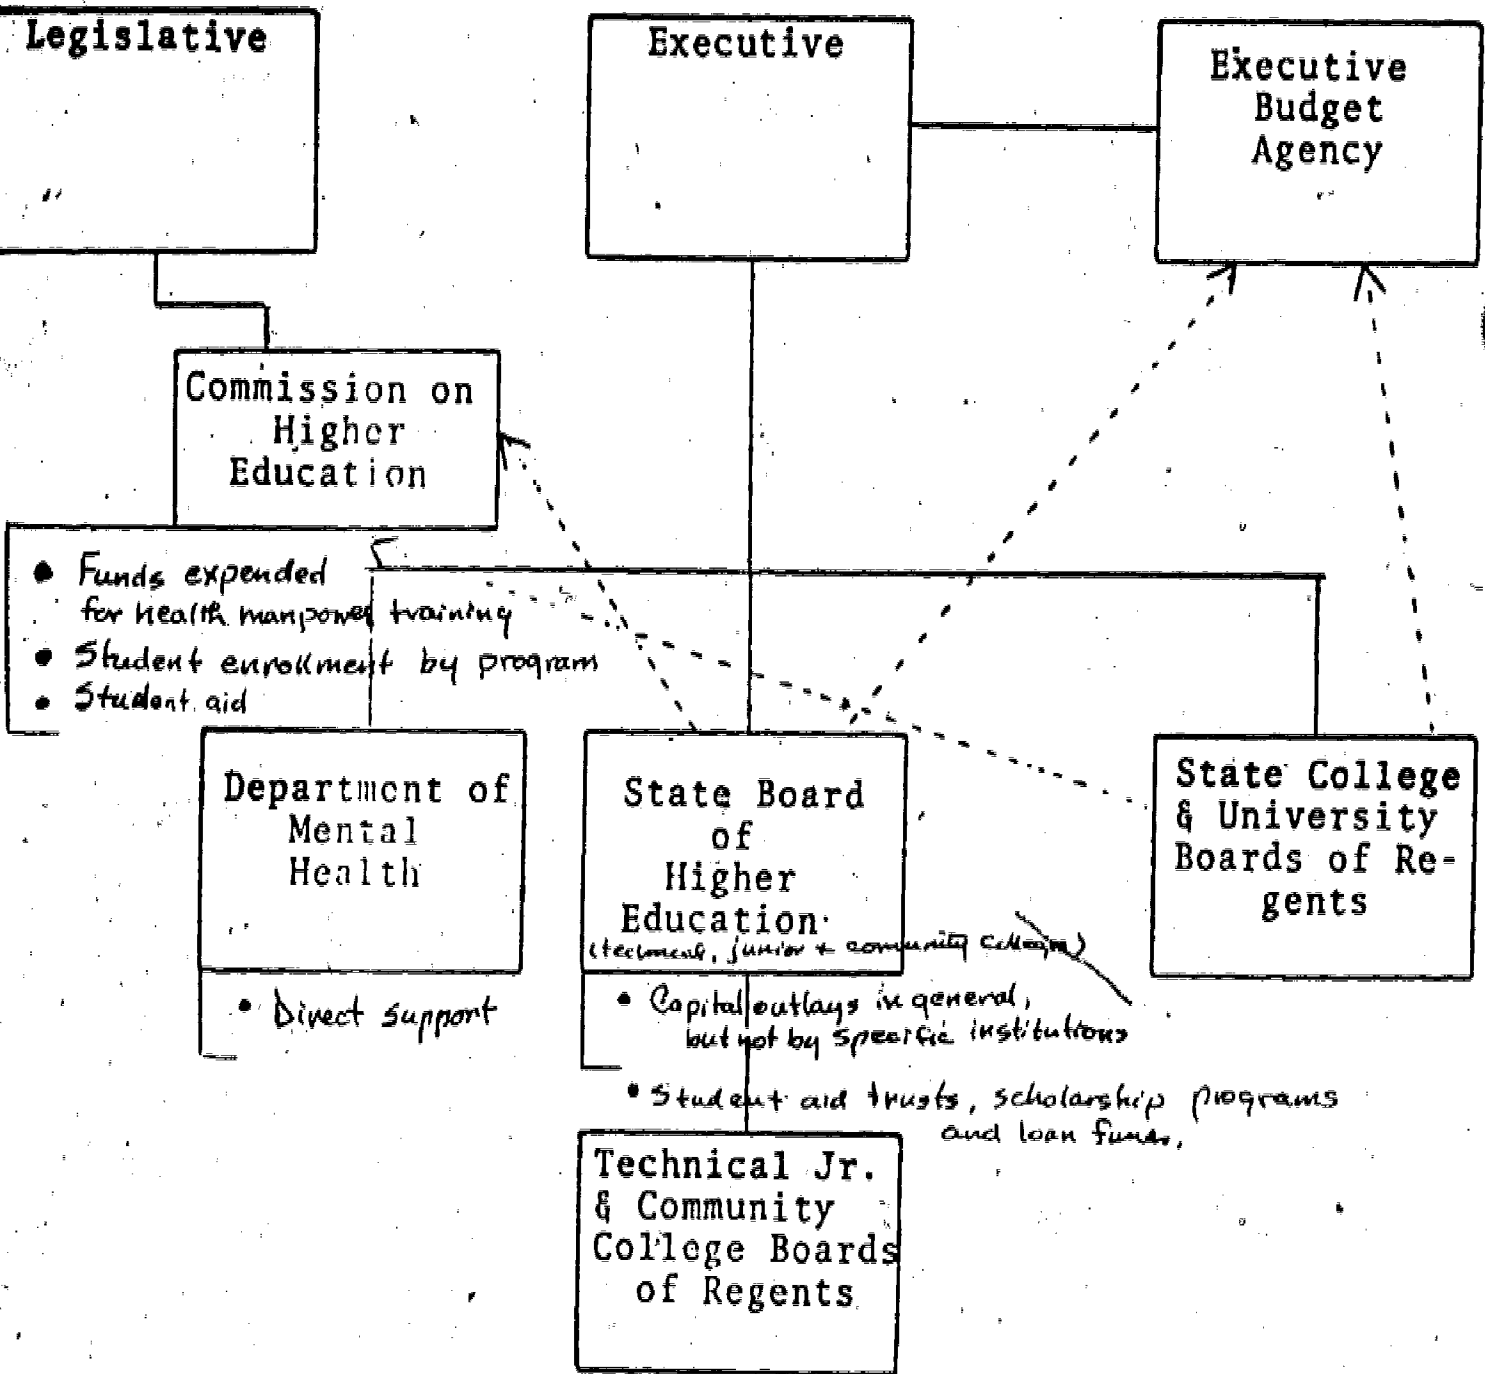 Legislative
Executive
Executive
Budget
Agency
Commission on
Higher
Education
• Funds expended
for health manpower training
• Student enrollment by program
• Student aid
Department of
Mental
Health
• Direct support
State Board
of
Higher
Education
(technical, junior + community colleges)
• Capital outlays in general,
but not by specific institutions
• Student aid trusts, scholarship programs
and loan funds.
State College
& University
Boards of Re-
gents
Technical Jr.
& Community
College Boards
of Regents